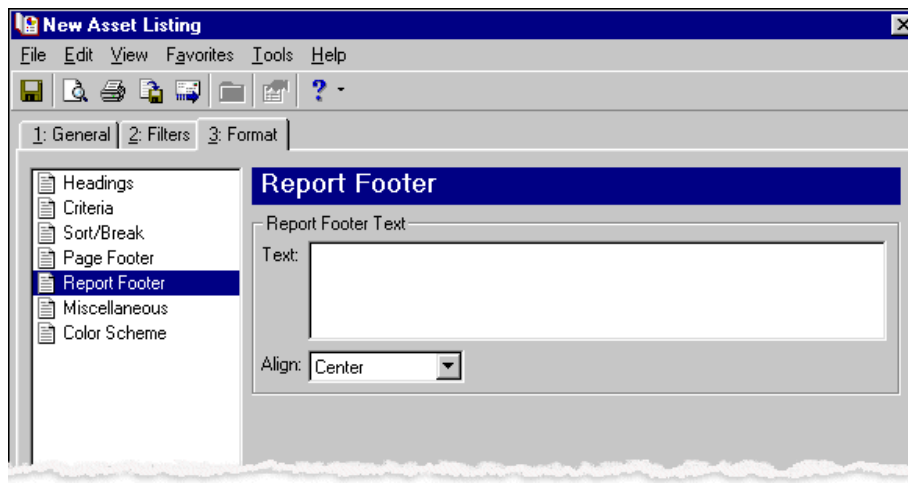 New Asset Listing
File Edit View Favorites Tools Help
1: General 2: Filters 3: Format
Headings
Criteria
Sort/Break
Page Footer
Report Footer
Miscellaneous
Color Scheme
Report Footer
Report Footer Text
Text:
Align: Center